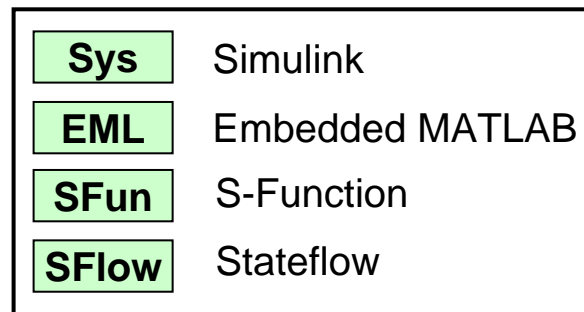 Sys Simulink
EML Embedded MATLAB
SFun S-Function
SFlow Stateflow